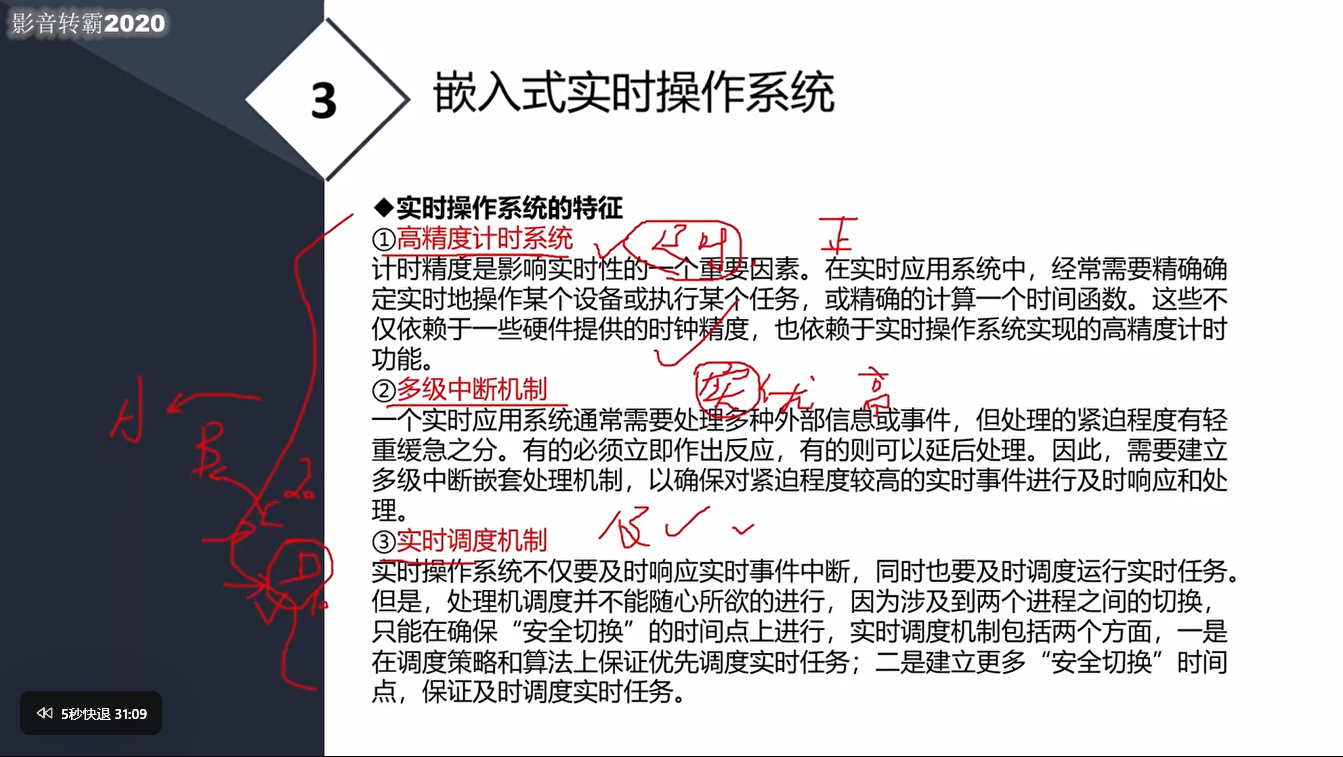 影音转霸2020
3
嵌入式实时操作系统
◆实时操作系统的特征
①高精度计时系统
正
计时精度是影响实时性的一个重要因素。在实时应用系统中，经常需要精确确
定实时地操作某个设备或执行某个任务，或精确的计算一个时间函数。这些不
仅依赖于一些硬件提供的时钟精度，也依赖于实时操作系统实现的高精度计时
功能。
②多级中断机制
实 优 高
一个实时应用系统通常需要处理多种外部信息或事件，但处理的紧迫程度有轻
重缓急之分。有的必须立即作出反应，有的则可以延后处理。因此，需要建立
多级中断嵌套处理机制，以确保对紧迫程度较高的实时事件进行及时响应和处
理。
③实时调度机制
实时操作系统不仅要及时响应实时事件中断，同时也要及时调度运行实时任务。
但是，处理机调度并不能随心所欲的进行，因为涉及到两个进程之间的切换，
只能在确保“安全切换”的时间点上进行，实时调度机制包括两个方面，一是
在调度策略和算法上保证优先调度实时任务；二是建立更多“安全切换”时间
点，保证及时调度实时任务。
A
B
20
C
D
10
5秒快退 31:09